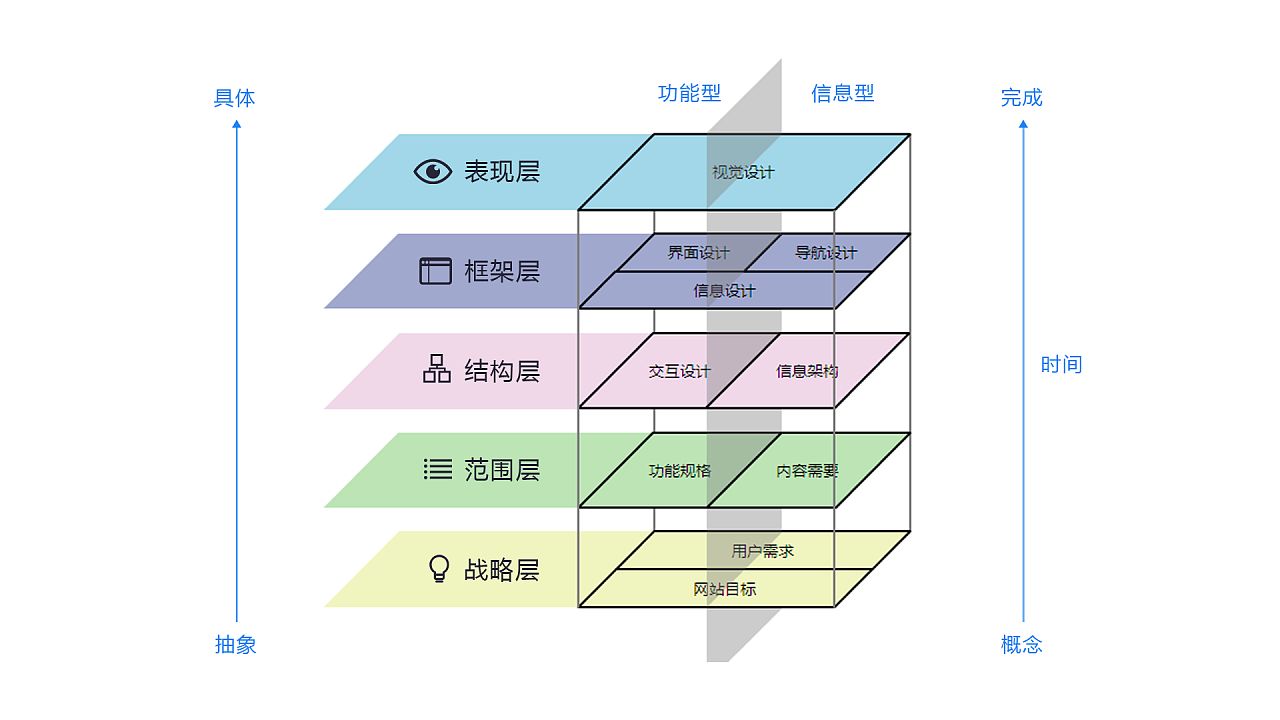 功能型
信息型
具体
完成
表现层
视觉设计
框架层
界面设计
导航设计
信息设计
结构层
交互设计
信息架构
时间
范围层
功能规格
内容需要
战略层
用户需求
网站目标
抽象
概念